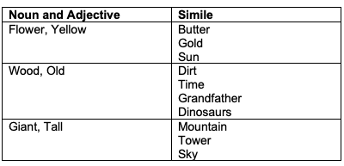 Noun and Adjective Simile
Flower, Yellow Butter
Gold
Sun
Wood, Old Dirt
Time
Grandfather
Dinosaurs
Giant, Tall Mountain
Tower
Sky